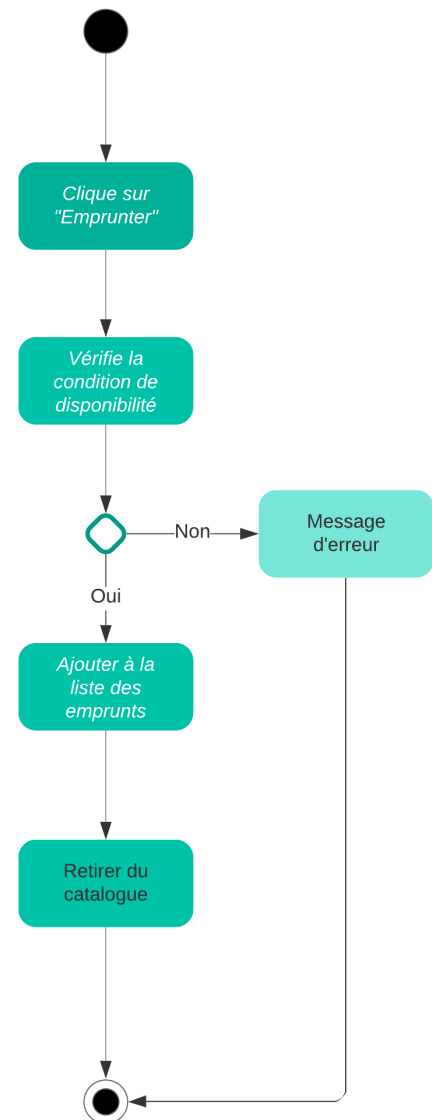 Clique sur
"Emprunter"
Vérifie la
condition de
disponibilité
Non
Message
d'erreur
Oui
Ajouter à la
liste des
emprunts
Retirer du
catalogue